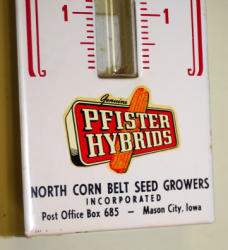 1 1
Genuine
PFISTER
HYBRIDS
NORTH CORN BELT SEED GROWERS
INCORPORATED
Post Office Box 685 — Mason City, Iowa